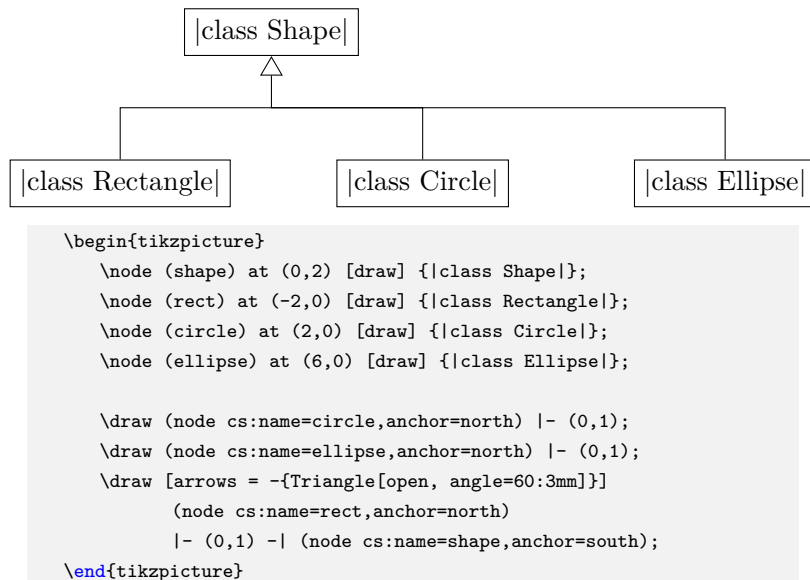 |class Shape|
|class Rectangle| |class Circle| |class Ellipse|
\begin{tikzpicture}
\node (shape) at (0,2) [draw] {|class Shape|};
\node (rect) at (-2,0) [draw] {|class Rectangle|};
\node (circle) at (2,0) [draw] {|class Circle|};
\node (ellipse) at (6,0) [draw] {|class Ellipse|};
\draw (node cs:name=circle,anchor=north) |- (0,1);
\draw (node cs:name=ellipse,anchor=north) |- (0,1);
\draw [arrows = -{Triangle[open, angle=60:3mm]}]
(node cs:name=rect,anchor=north)
|- (0,1) -| (node cs:name=shape,anchor=south);
\end{tikzpicture}